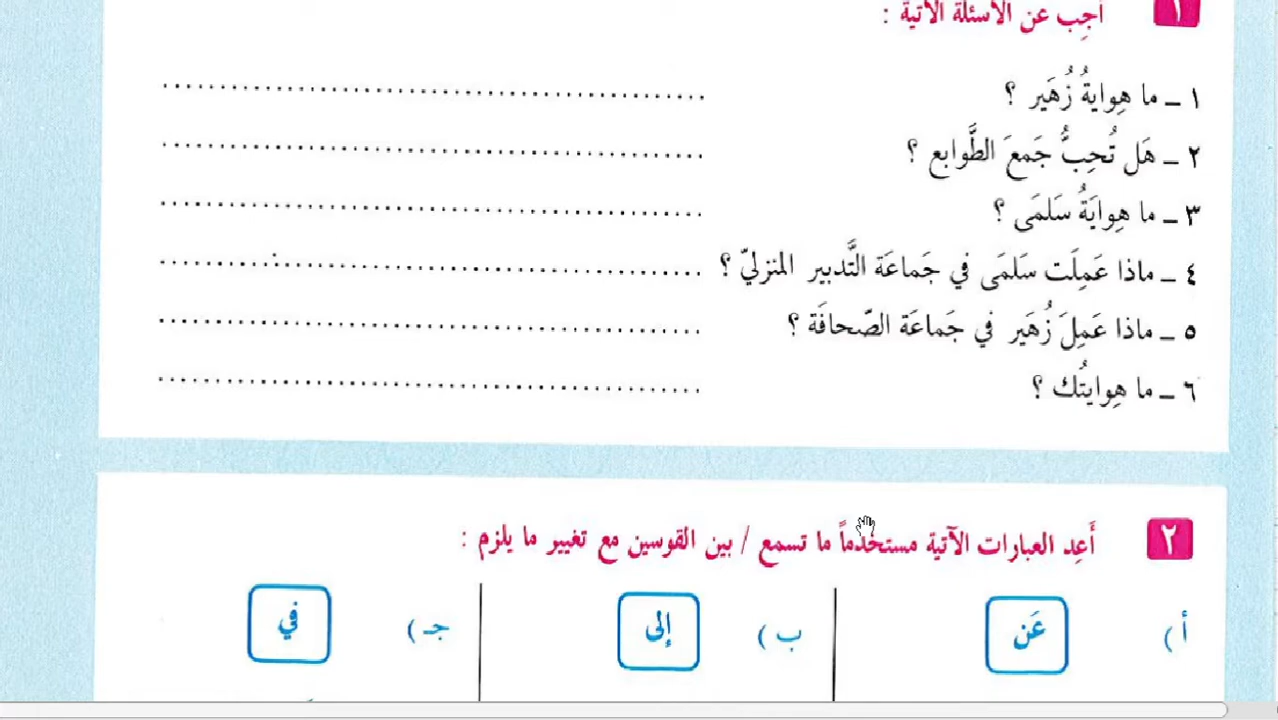 ١ أَجِب عن الأسئلة الآتية :
١ ـ ما هِوايةُ زُهَير ؟ ............................................................
٢ ـ هَل تُحِبُّ جَمعَ الطَّوابع ؟ ............................................................
٣ ـ ما هِوايَةُ سَلمَى ؟ ............................................................
٤ ـ ماذا عَمِلَت سَلمَى في جَماعَة التَّدبير المنزليّ ؟ ............................................................
٥ ـ ماذا عَمِلَ زُهَير في جَماعَة الصّحافَة ؟ ............................................................
٦ ـ ما هِوايتُك ؟ ............................................................
٢ أَعِد العبارات الآتية مستخدماً ما تسمع / بين القوسين مع تغيير ما يلزم :
أ ) عَن ب ) إلى جـ ) في